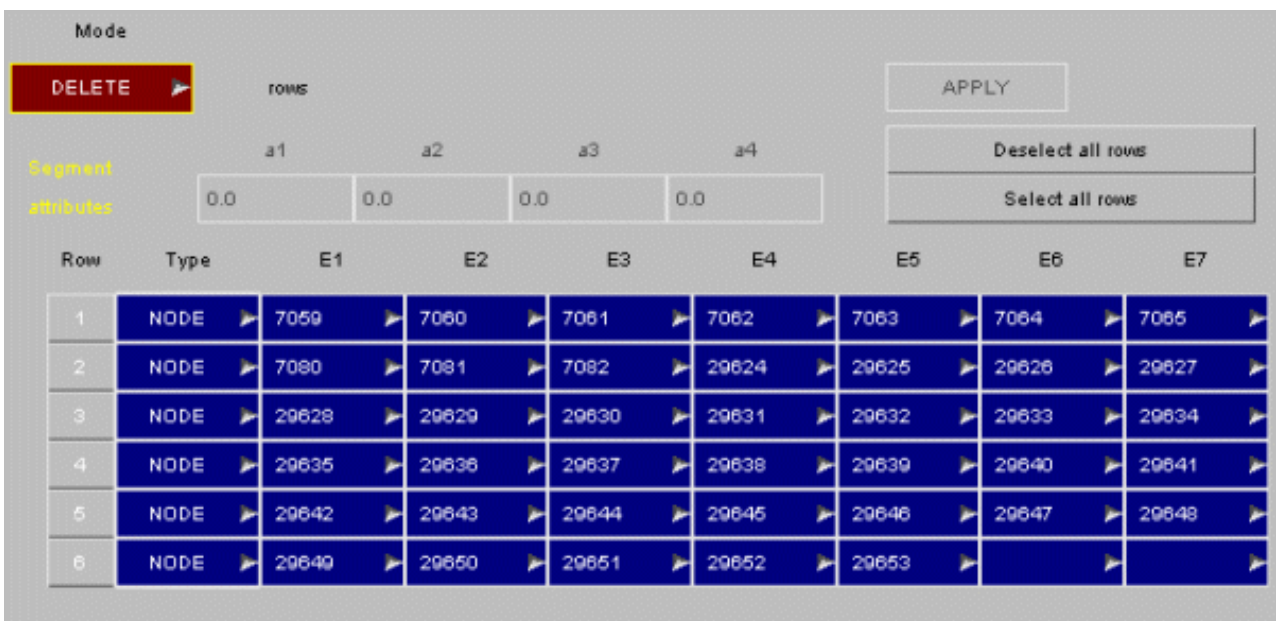 Mode
DELETE rows APPLY
a1 a2 a3 a4 Deselect all rows
Segment
attributes 0.0 0.0 0.0 0.0 Select all rows
Row Type E1 E2 E3 E4 E5 E6 E7
1 NODE 7059 7060 7061 7062 7063 7064 7065
2 NODE 7080 7081 7082 29624 29625 29626 29627
3 NODE 29628 29629 29630 29631 29632 29633 29634
4 NODE 29635 29636 29637 29638 29639 29640 29641
5 NODE 29642 29643 29644 29645 29646 29647 29648
6 NODE 29649 29650 29651 29652 29653